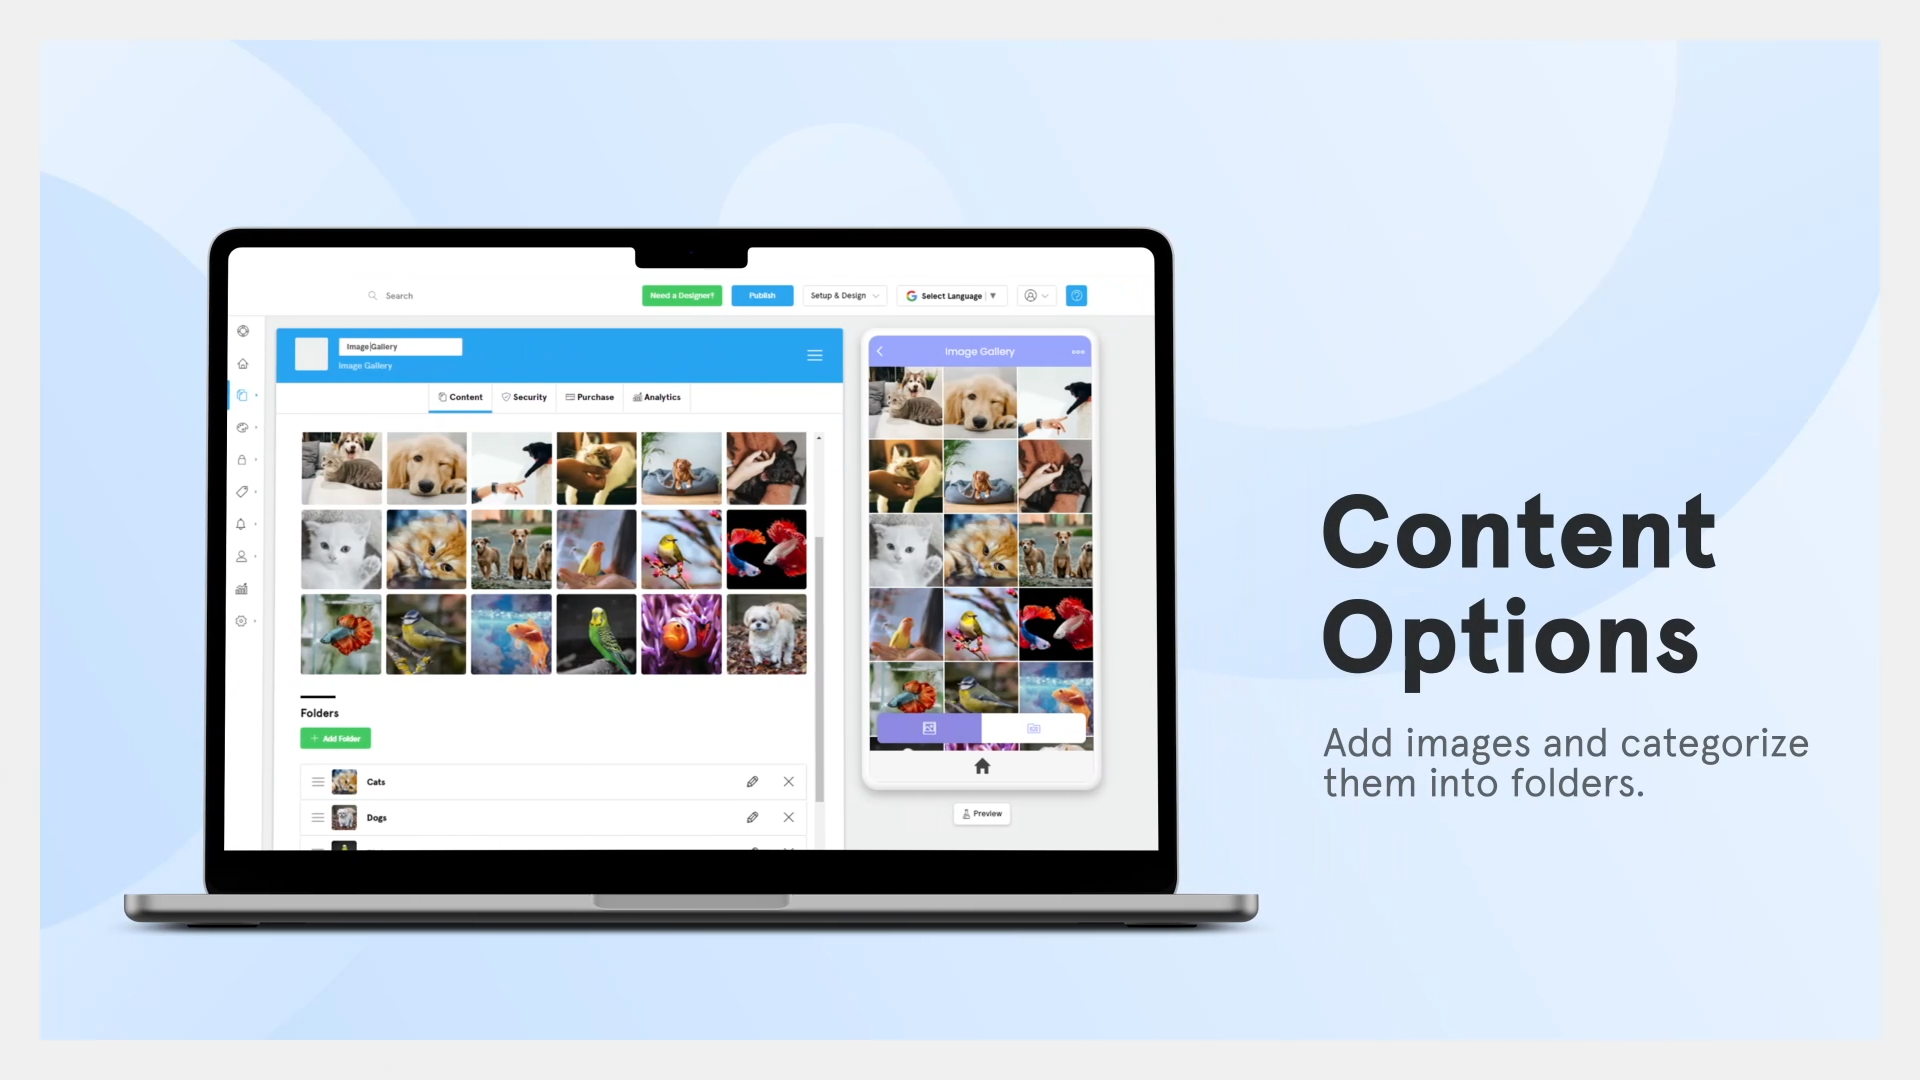 Search
Need a Designer?
Publish
Setup & Design
Select Language
Image Gallery
Image Gallery
Content
Security
Purchase
Analytics
Folders
+ Add Folder
Cats
Dogs
Image Gallery
Preview
Content
Options
Add images and categorize
them into folders.